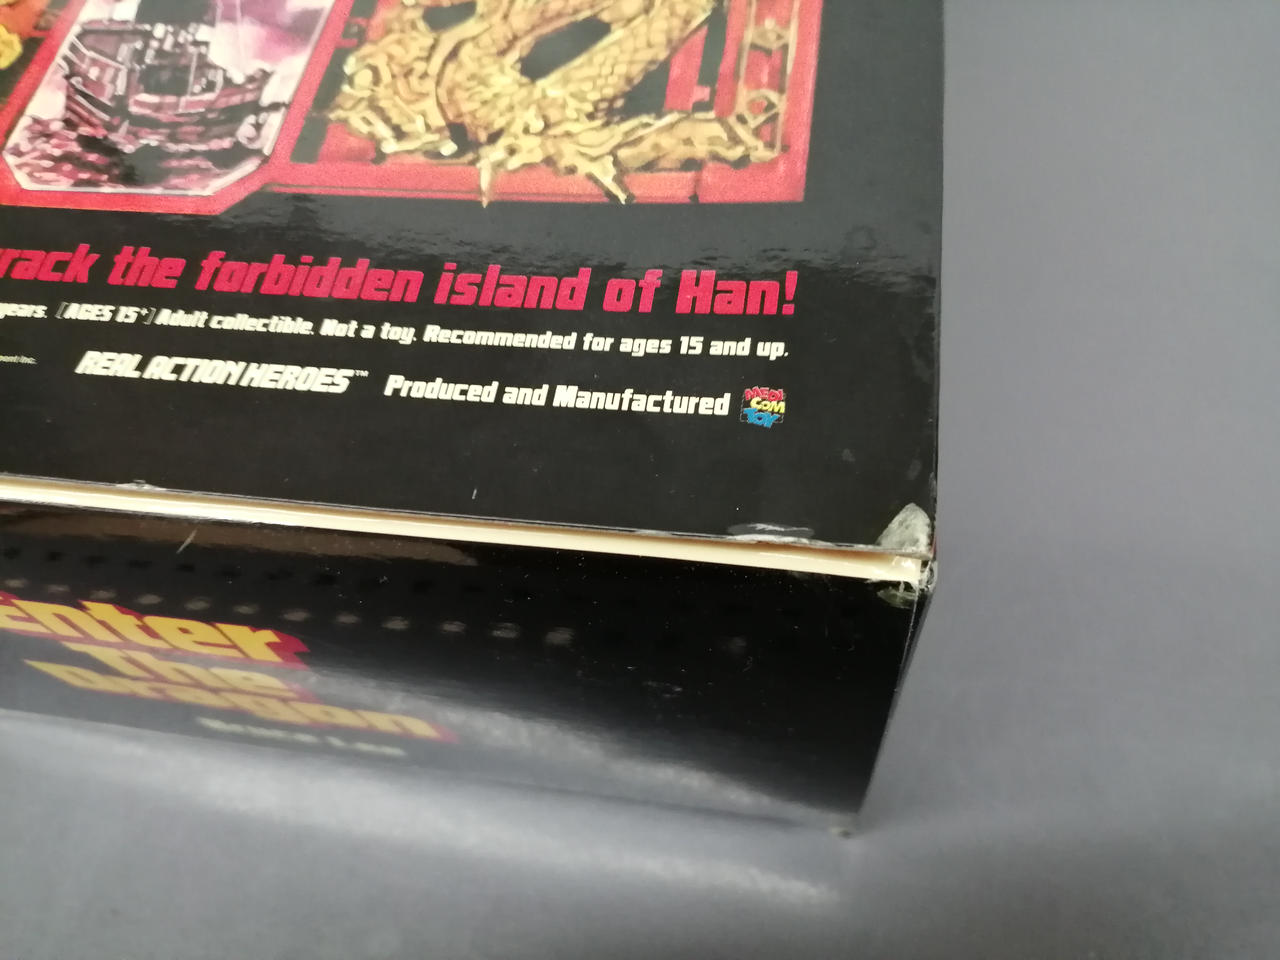 rack the forbidden island of Han!
years. [AGES 15+] Adult collectible. Not a toy. Recommended for ages 15 and up.
REAL ACTION HEROES™ Produced and Manufactured MEDI COM TOY
Enter
The
Dragon